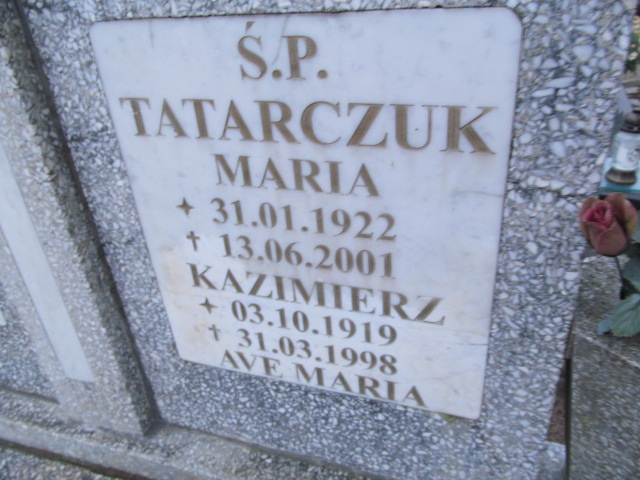 Ś.P.
TATARCZUK
MARIA
✦ 31.01.1922
† 13.06.2001
KAZIMIERZ
✦ 03.10.1919
† 31.03.1998
AVE MARIA